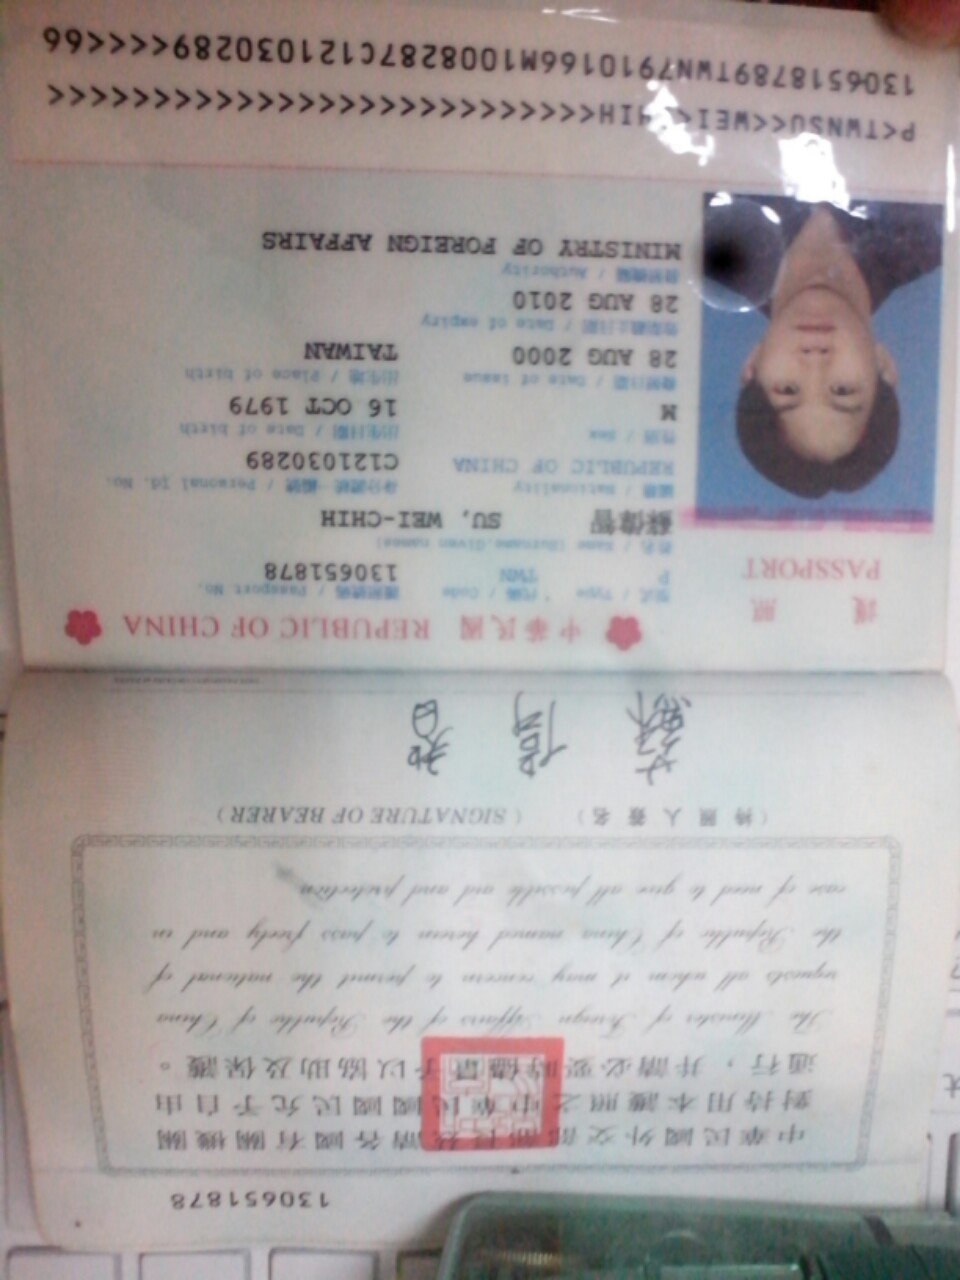 130651878
中華民國外交部部長茲請各國有關機關
對持用本護照之中華民國國民允予自由
通行，並請必要時儘量予以協助及保護。
The Minister of Foreign Affairs of the Republic of China
requests all whom it may concern to permit the national of
the Republic of China named herein to pass freely and in
case of need to give all possible aid and protection
(持照人簽名) (SIGNATURE OF BEARER)
蘇偉智
中華民國 REPUBLIC OF CHINA
護照
PASSPORT
型式 / Type 代碼 / Code 護照號碼 / Passport No.
P TWN 130651878
姓名 / Name (Surname, Given names)
蘇偉智 SU, WEI-CHIH
國籍 / Nationality 身分證統一編號 / Personal Id. No.
REPUBLIC OF CHINA C121030289
性別 / Sex 出生日期 / Date of birth
M 16 OCT 1979
發照日期 / Date of issue 出生地 / Place of birth
28 AUG 2000 TAIWAN
效期截止日期 / Date of expiry
28 AUG 2010
發照機關 / Authority
MINISTRY OF FOREIGN AFFAIRS
P<TWNSU<<WEI<CHIH<<<<<<<<<<<<<<<<<<<<<<<<<<<
1306518789TWN7910166M1008287C121030289<<<<66